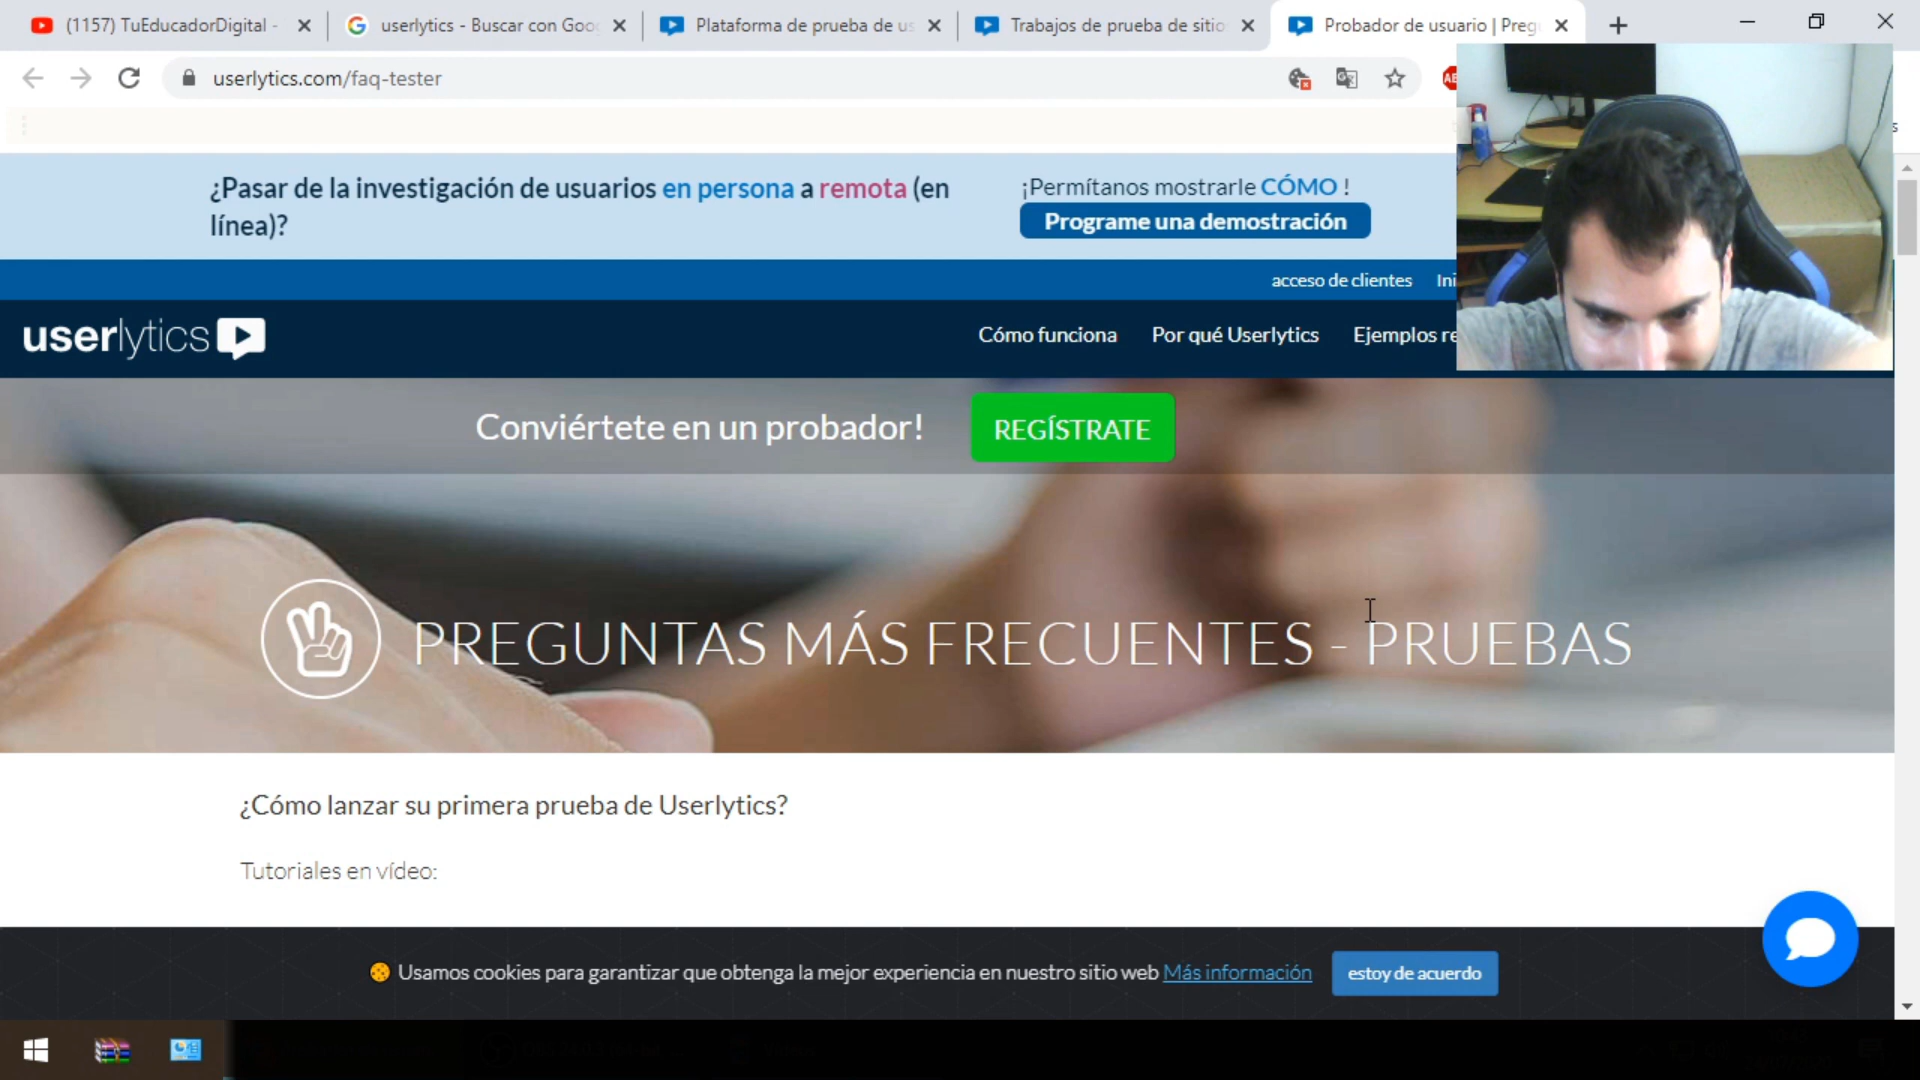 (1157) TuEducadorDigital -
userlytics - Buscar con Goo
Plataforma de prueba de us
Trabajos de prueba de sitio
Probador de usuario | Preg
userlytics.com/faq-tester
¿Pasar de la investigación de usuarios en persona a remota (en
línea)?
¡Permítanos mostrarle CÓMO !
Programe una demostración
acceso de clientes
Ini
userlytics
Cómo funciona
Por qué Userlytics
Ejemplos re
Conviértete en un probador!
REGÍSTRATE
PREGUNTAS MÁS FRECUENTES - PRUEBAS
¿Cómo lanzar su primera prueba de Userlytics?
Tutoriales en vídeo:
Usamos cookies para garantizar que obtenga la mejor experiencia en nuestro sitio web Más información
estoy de acuerdo